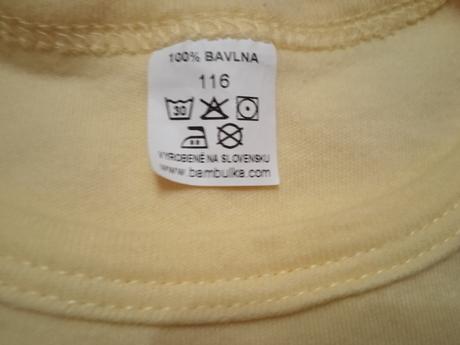 100% BAVLNA
116
30
VYROBENÉ NA SLOVENSKU
www.bambulka.com